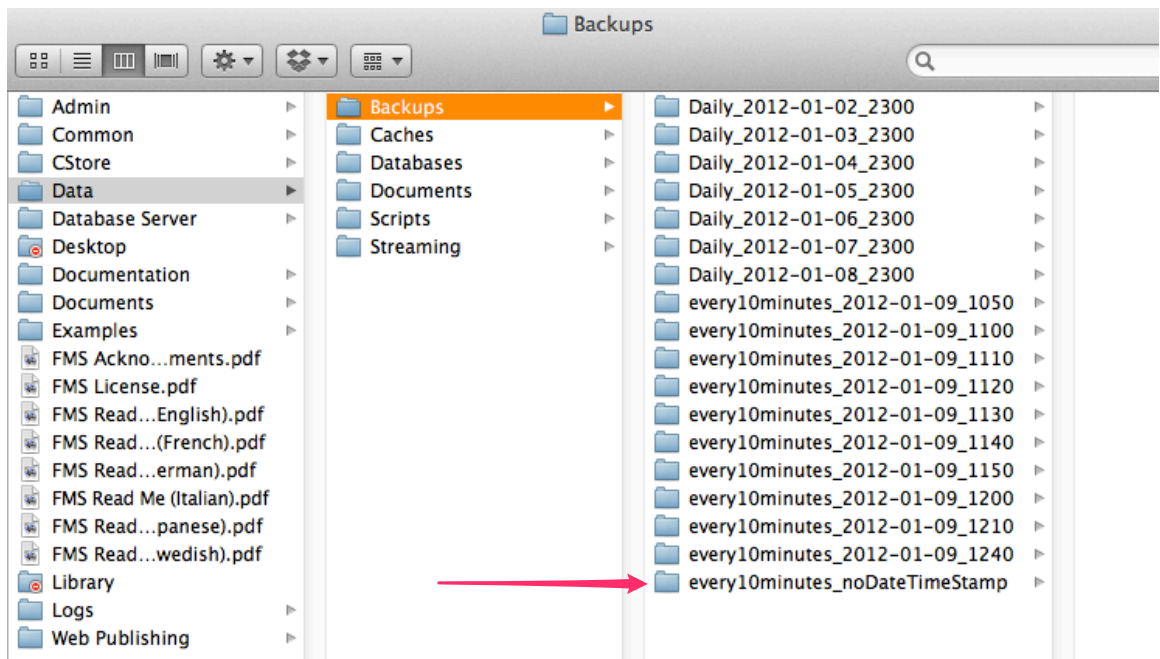 Backups
Admin
Common
CStore
Data
Database Server
Desktop
Documentation
Documents
Examples
FMS Ackno...ments.pdf
FMS License.pdf
FMS Read...English).pdf
FMS Read...(French).pdf
FMS Read...erman).pdf
FMS Read Me (Italian).pdf
FMS Read...panese).pdf
FMS Read...wedish).pdf
Library
Logs
Web Publishing
Backups
Caches
Databases
Documents
Scripts
Streaming
Daily_2012-01-02_2300
Daily_2012-01-03_2300
Daily_2012-01-04_2300
Daily_2012-01-05_2300
Daily_2012-01-06_2300
Daily_2012-01-07_2300
Daily_2012-01-08_2300
every10minutes_2012-01-09_1050
every10minutes_2012-01-09_1100
every10minutes_2012-01-09_1110
every10minutes_2012-01-09_1120
every10minutes_2012-01-09_1130
every10minutes_2012-01-09_1140
every10minutes_2012-01-09_1150
every10minutes_2012-01-09_1200
every10minutes_2012-01-09_1210
every10minutes_2012-01-09_1240
every10minutes_noDateTimeStamp